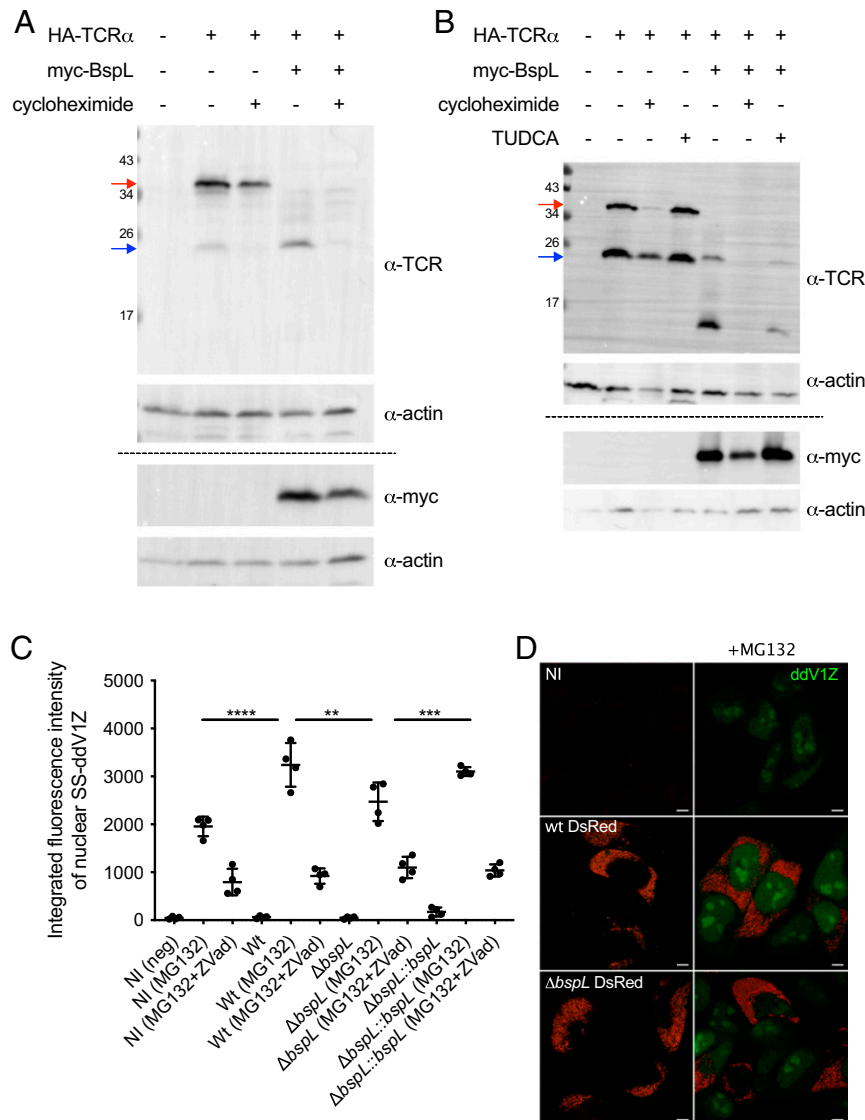 A
HA-TCRα - + + + +
myc-BspL - - - + +
cycloheximide - - + - +
43
34
26
17
α-TCR
α-actin
α-myc
α-actin
B
HA-TCRα - + + + + + +
myc-BspL - - - - + + +
cycloheximide - - + - - + -
TUDCA - - - + - - +
43
34
26
17
α-TCR
α-actin
α-myc
α-actin
C
Integrated fluorescence intensity
of nuclear SS-ddV1Z
5000
4000
3000
2000
1000
0
**** ** ***
NI (neg)
NI (MG132)
NI (MG132+ZVad)
Wt
Wt (MG132)
Wt (MG132+ZVad)
ΔbspL
ΔbspL (MG132)
ΔbspL (MG132+ZVad)
ΔbspL::bspL
ΔbspL::bspL (MG132)
ΔbspL::bspL (MG132+ZVad)
D
+MG132
NI
ddV1Z
wt DsRed
ΔbspL DsRed